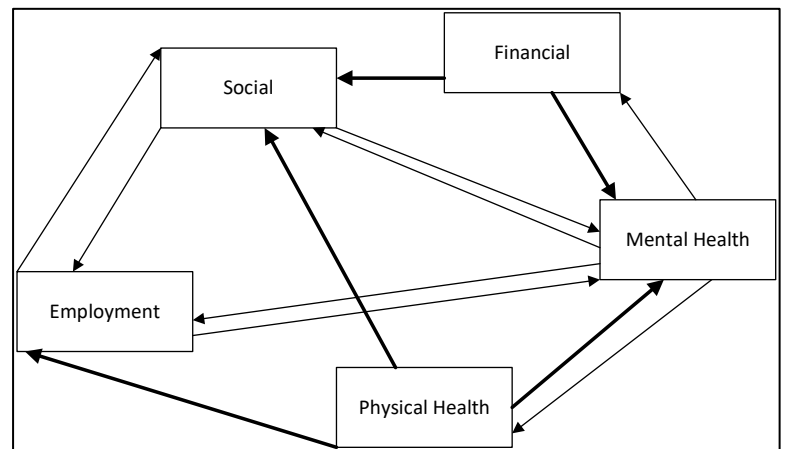 Financial
Social
Mental Health
Employment
Physical Health